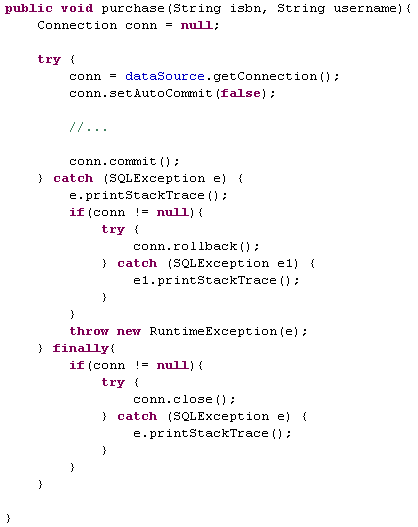 public void purchase(String isbn, String username){
    Connection conn = null;

    try {
        conn = dataSource.getConnection();
        conn.setAutoCommit(false);

        //...

        conn.commit();
    } catch (SQLException e) {
        e.printStackTrace();
        if(conn != null){
            try {
                conn.rollback();
            } catch (SQLException e1) {
                e1.printStackTrace();
            }
        }
        throw new RuntimeException(e);
    } finally{
        if(conn != null){
            try {
                conn.close();
            } catch (SQLException e) {
                e.printStackTrace();
            }
        }
    }

}